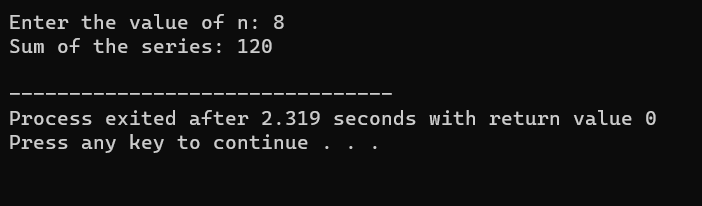 Enter the value of n: 8
Sum of the series: 120
--------------------------------
Process exited after 2.319 seconds with return value 0
Press any key to continue . . .